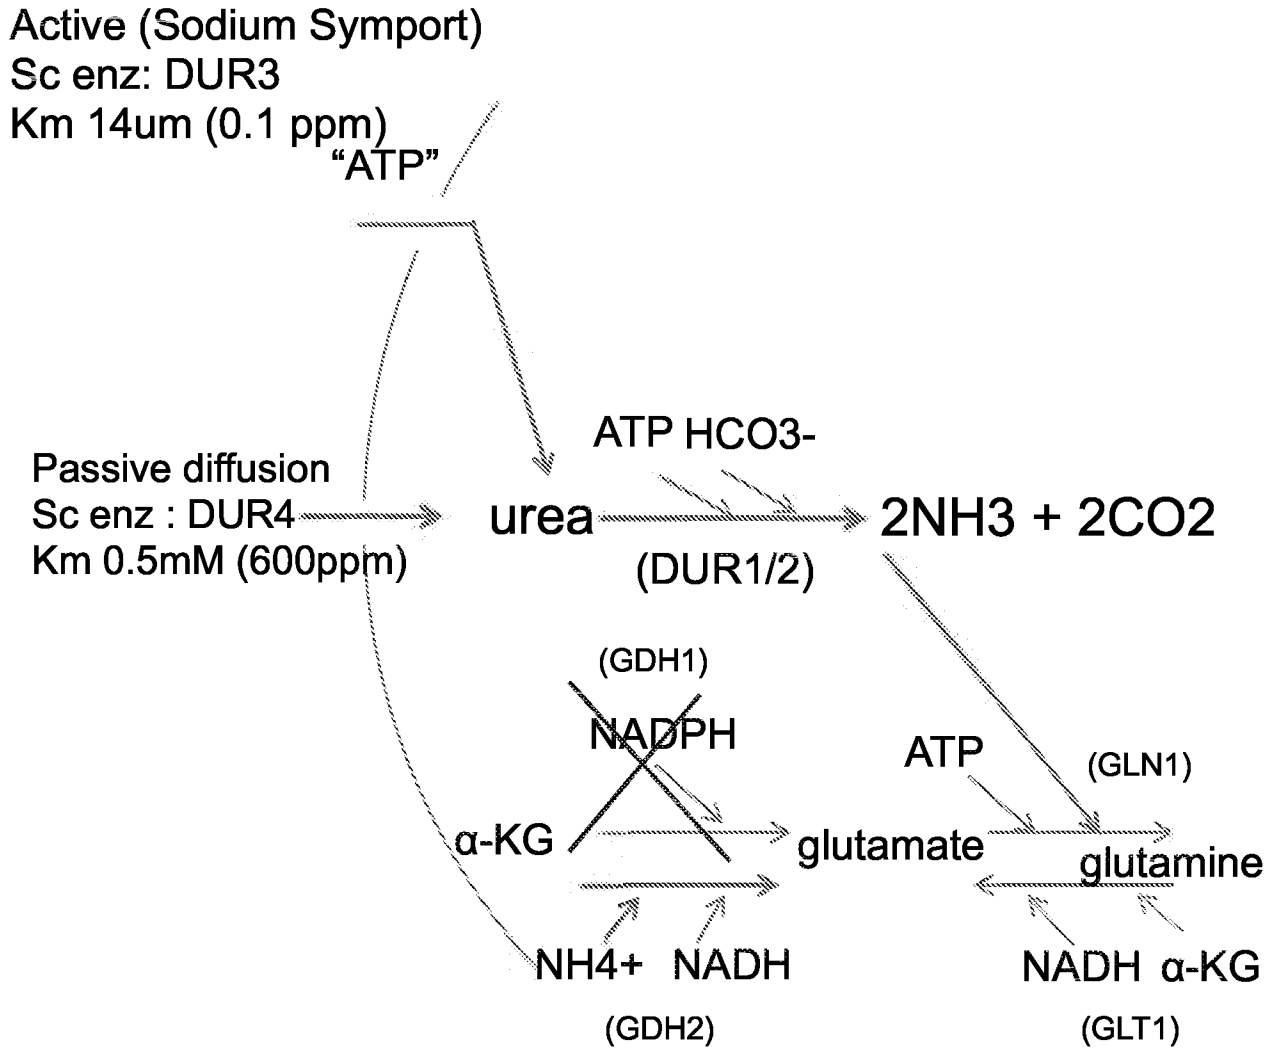 Active (Sodium Symport)
Sc enz: DUR3
Km 14um (0.1 ppm)
“ATP”
ATP HCO3-
Passive diffusion
Sc enz : DUR4
Km 0.5mM (600ppm)
urea
2NH3 + 2CO2
(DUR1/2)
(GDH1)
NADPH
ATP
(GLN1)
α-KG
glutamate
glutamine
NH4+ NADH
NADH α-KG
(GDH2)
(GLT1)